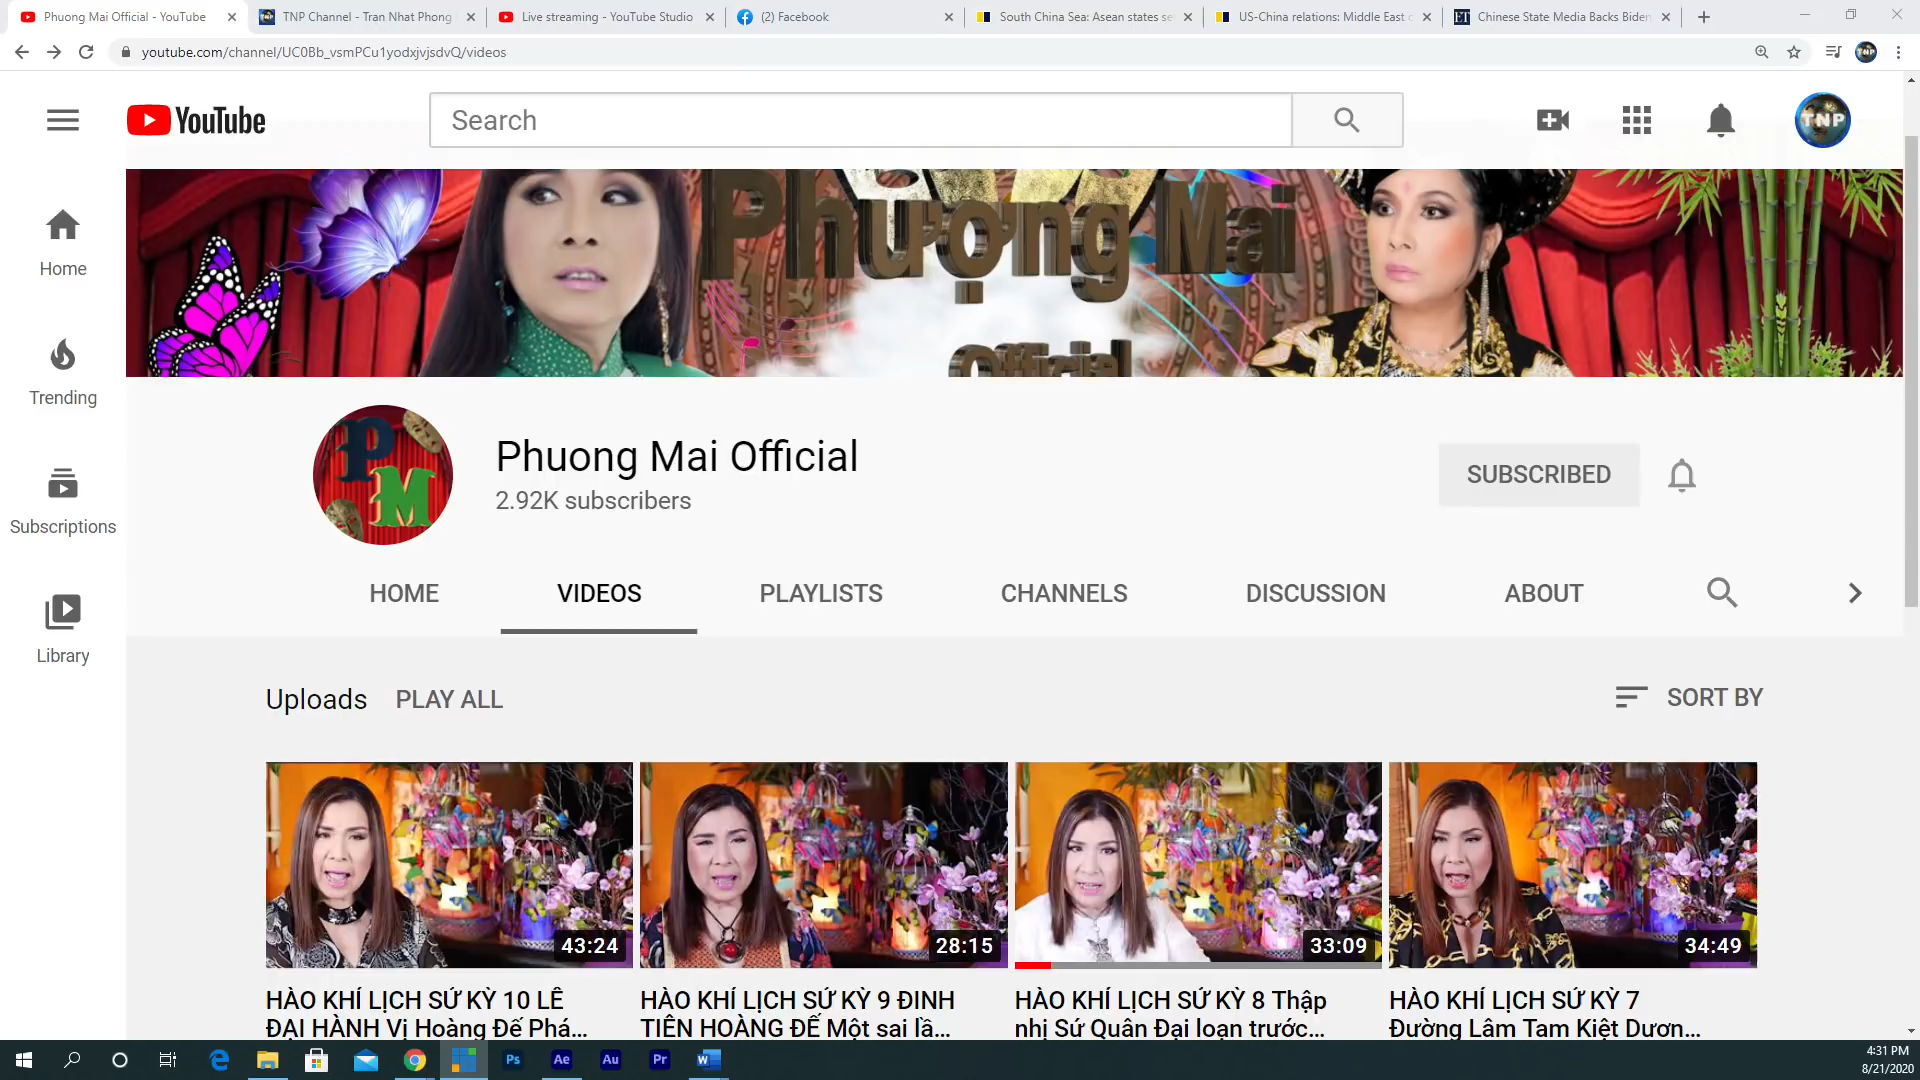 Phuong Mai Official - YouTube
TNP Channel - Tran Nhat Phong
Live streaming - YouTube Studio
(2) Facebook
South China Sea: Asean states se
US-China relations: Middle East c
FT
Chinese State Media Backs Biden
youtube.com/channel/UC0Bb_vsmPCu1yodxjvjsdvQ/videos
TNP
YouTube
Search
TNP
Home
Trending
Subscriptions
Library
Phượng Mai
Official
PM
Phuong Mai Official
2.92K subscribers
SUBSCRIBED
HOME
VIDEOS
PLAYLISTS
CHANNELS
DISCUSSION
ABOUT
Uploads
PLAY ALL
SORT BY
43:24
28:15
33:09
34:49
HÀO KHÍ LỊCH SỬ KỲ 10 LÊ
ĐẠI HÀNH Vị Hoàng Đế Phá...
HÀO KHÍ LỊCH SỬ KỲ 9 ĐINH
TIÊN HOÀNG ĐẾ Một sai lầ...
HÀO KHÍ LỊCH SỬ KỲ 8 Thập
nhị Sứ Quân Đại loạn trước...
HÀO KHÍ LỊCH SỬ KỲ 7
Đường Lâm Tam Kiệt Dươn...
Ps
Ae
Au
Pr
W
4:31 PM
8/21/2020